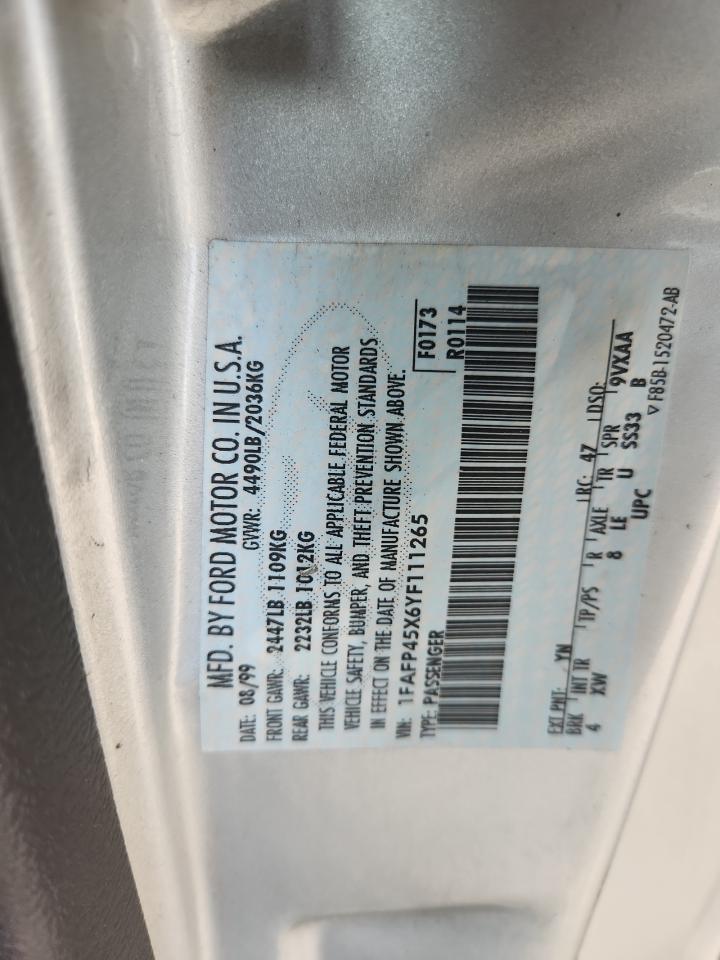 MFD. BY FORD MOTOR CO. IN U.S.A.
DATE: 08/99 GVWR: 4490LB/2036KG
FRONT GAWR: 2447LB 1109KG
REAR GAWR: 2232LB 1012KG
THIS VEHICLE CONFORMS TO ALL APPLICABLE FEDERAL MOTOR
VEHICLE SAFETY, BUMPER, AND THEFT PREVENTION STANDARDS
IN EFFECT ON THE DATE OF MANUFACTURE SHOWN ABOVE.
VIN: 1FAFP45X6YF111265 F0173
TYPE: PASSENGER R0114
EXT PNT: YN RC: 47 DSO:
BRK INT TR TP/PS R AXLE TR SPR 9VXAA
4 XW 8 LE U SS33 B
UPC ▽F85B-1520472-AB